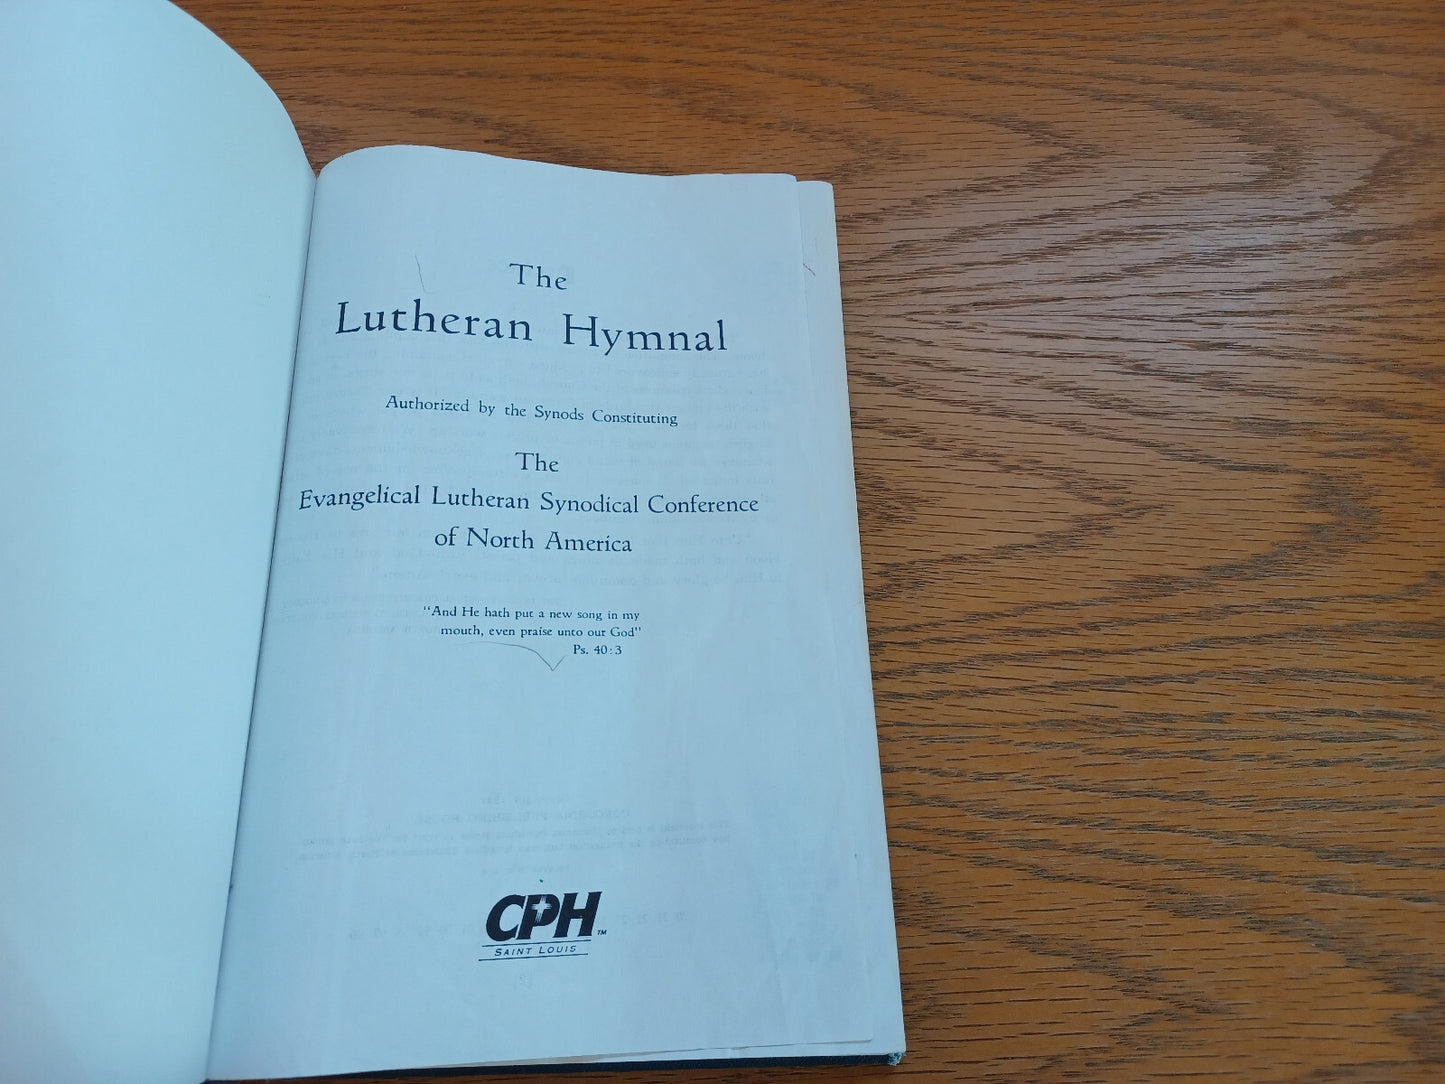 The
Lutheran Hymnal
Authorized by the Synods Constituting
The
Evangelical Lutheran Synodical Conference
of North America
"And He hath put a new song in my
mouth, even praise unto our God"
Ps. 40:3
CPH™
SAINT LOUIS